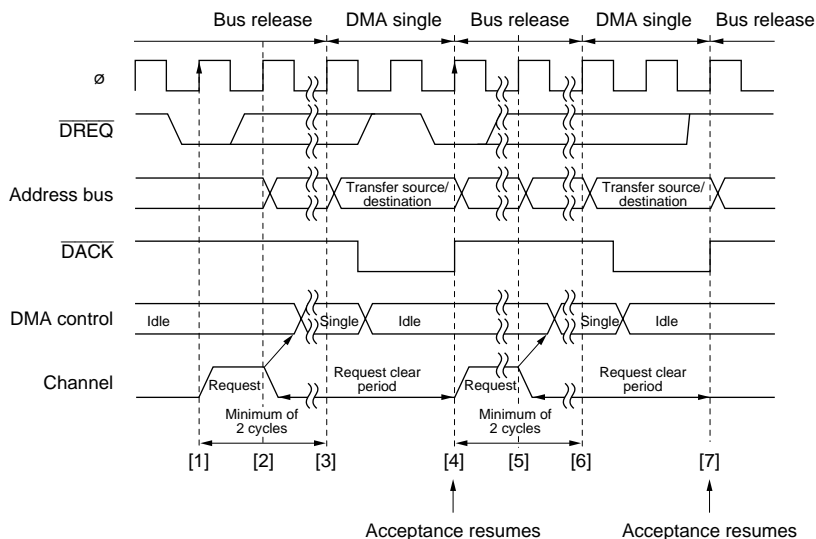 Bus release DMA single Bus release DMA single Bus release
ø
DREQ
Address bus Transfer source/ Transfer source/
destination destination
DACK
DMA control Idle Single Idle Single Idle
Channel Request Request clear Request Request clear
period period
Minimum of Minimum of
2 cycles 2 cycles
[1] [2] [3] [4] [5] [6] [7]
Acceptance resumes Acceptance resumes